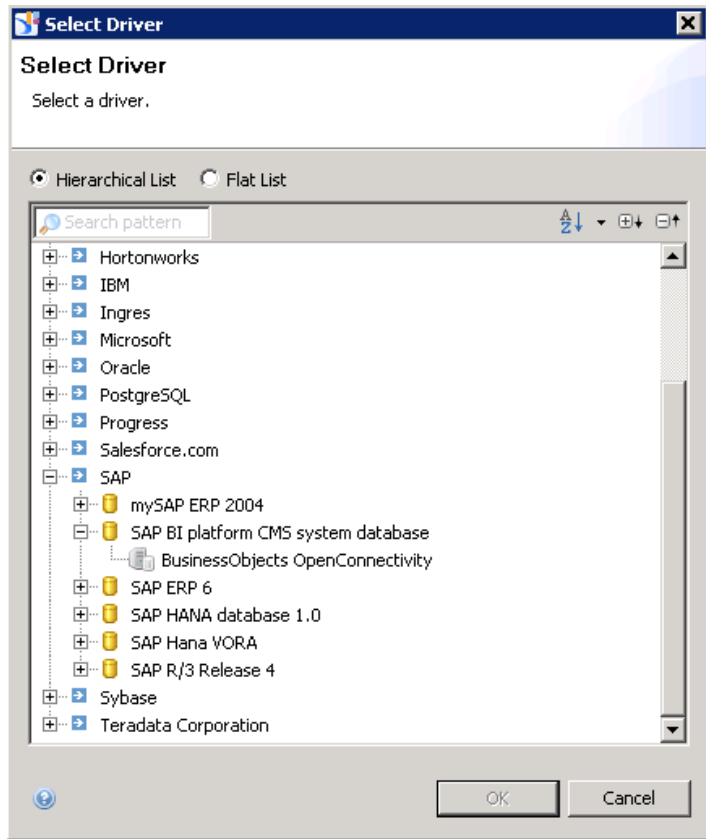 Select Driver
Select Driver
Select a driver.
Hierarchical List Flat List
Search pattern
Hortonworks
IBM
Ingres
Microsoft
Oracle
PostgreSQL
Progress
Salesforce.com
SAP
mySAP ERP 2004
SAP BI platform CMS system database
BusinessObjects OpenConnectivity
SAP ERP 6
SAP HANA database 1.0
SAP Hana VORA
SAP R/3 Release 4
Sybase
Teradata Corporation
OK Cancel